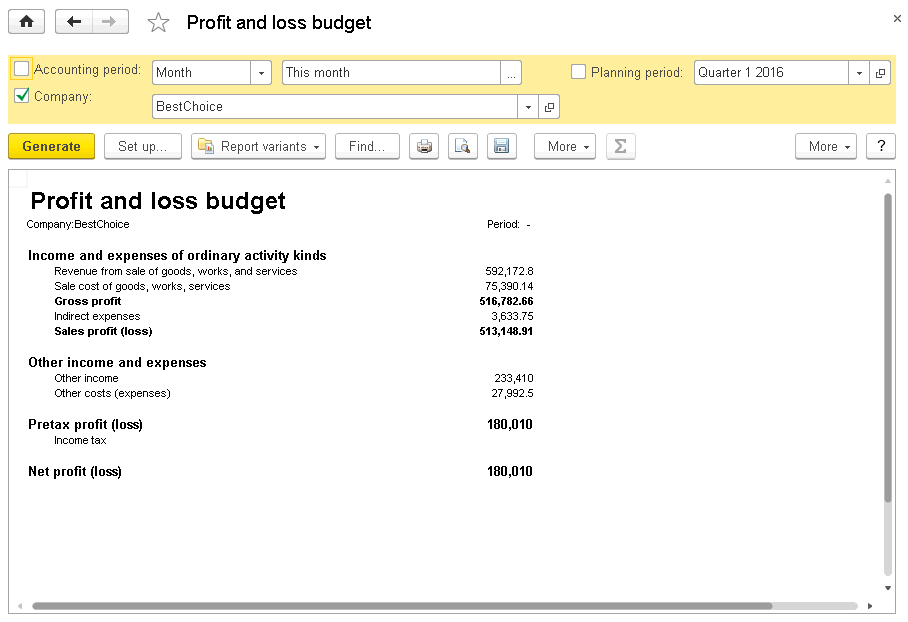 Profit and loss budget
Accounting period: Month This month ... Planning period: Quarter 1 2016
Company: BestChoice
Generate Set up... Report variants Find... More Σ More ?
Profit and loss budget
Company:BestChoice Period: -
Income and expenses of ordinary activity kinds
Revenue from sale of goods, works, and services 592,172.8
Sale cost of goods, works, services 75,390.14
Gross profit 516,782.66
Indirect expenses 3,633.75
Sales profit (loss) 513,148.91
Other income and expenses
Other income 233,410
Other costs (expenses) 27,992.5
Pretax profit (loss) 180,010
Income tax
Net profit (loss) 180,010